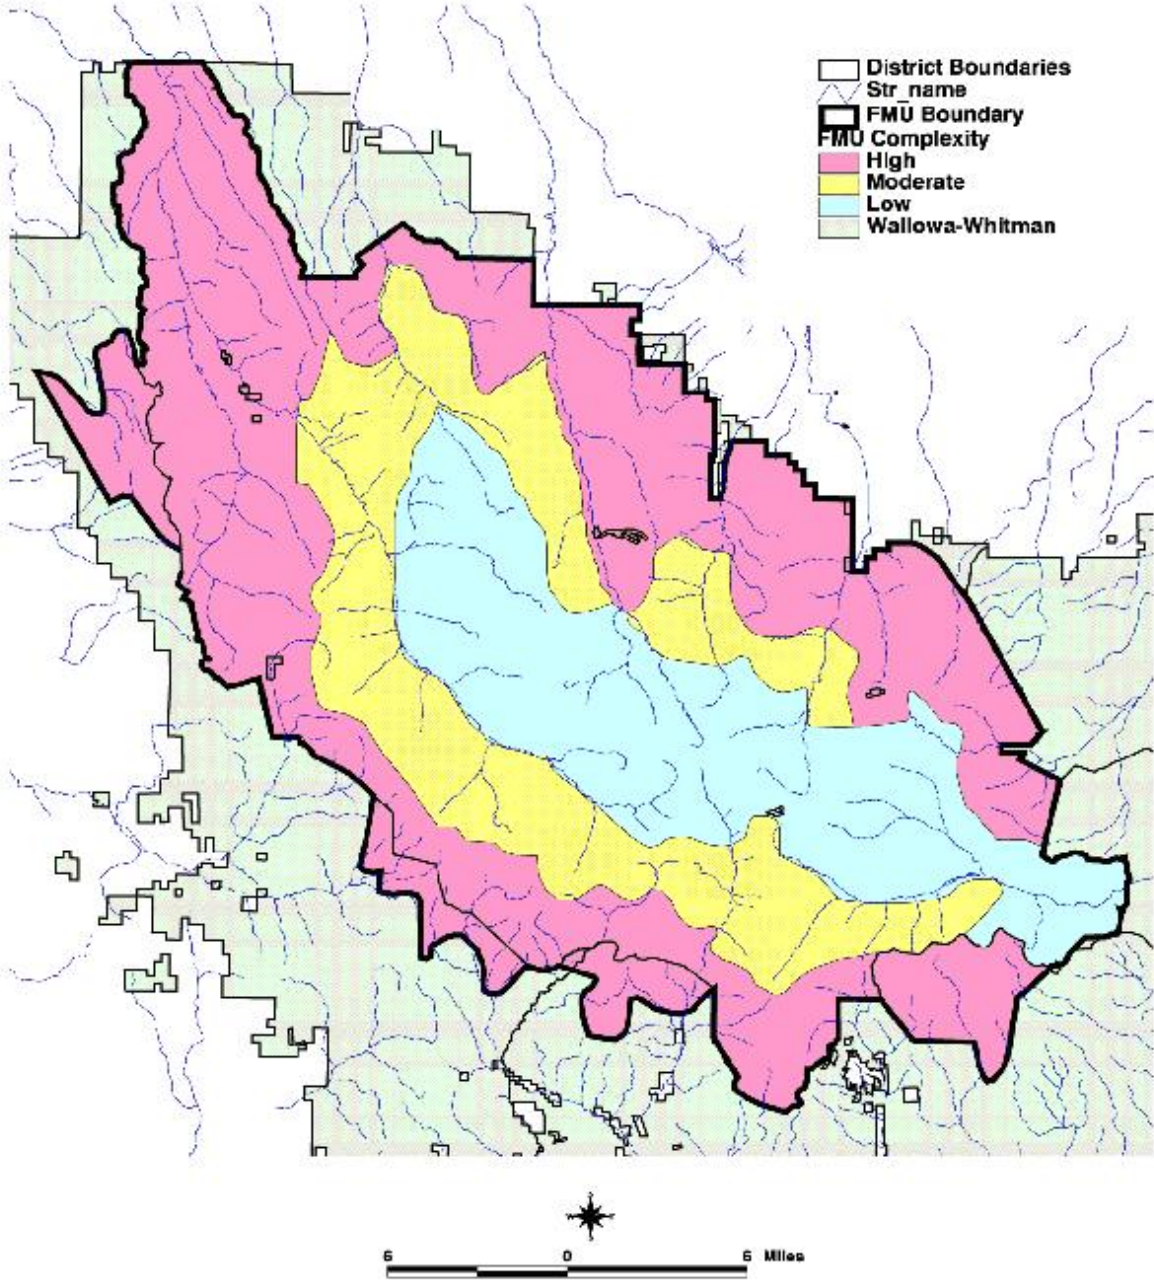 District Boundaries
Str_name
FMU Boundary
FMU Complexity
High
Moderate
Low
Wallowa-Whitman
6 0 6 Miles